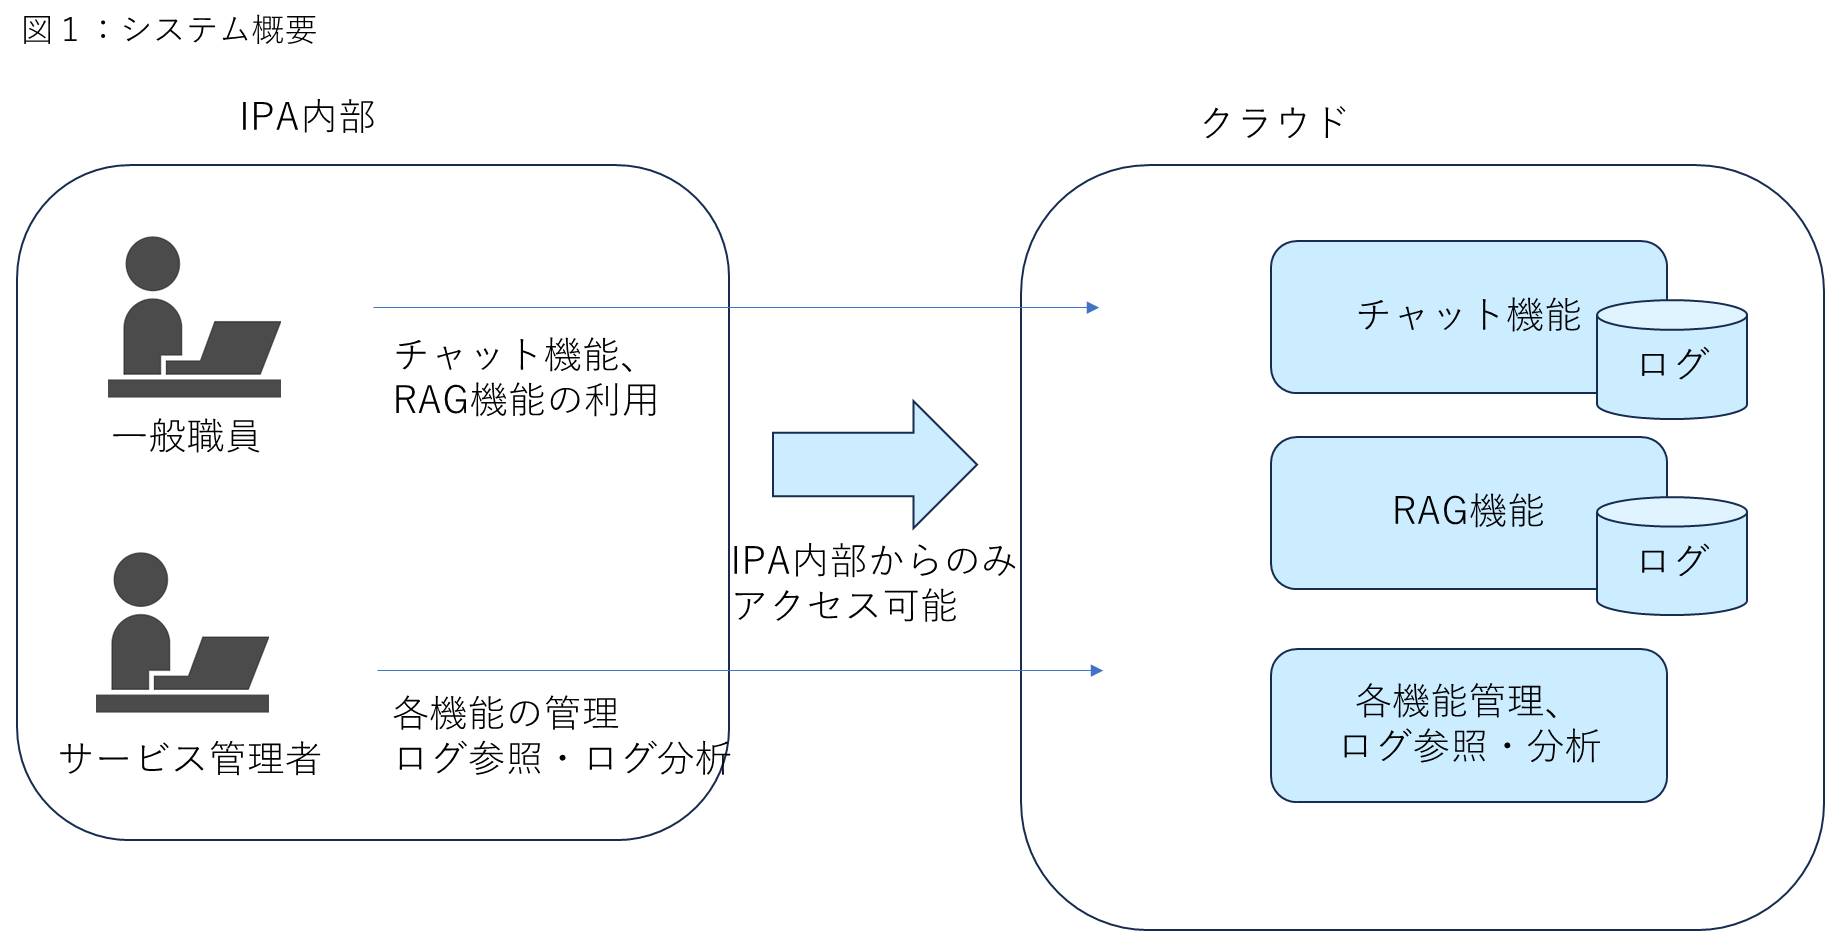 図１：システム概要
IPA内部
クラウド
チャット機能、
RAG機能の利用
一般職員
IPA内部からのみ
アクセス可能
各機能の管理
ログ参照・ログ分析
サービス管理者
チャット機能
ログ
RAG機能
ログ
各機能管理、
ログ参照・分析